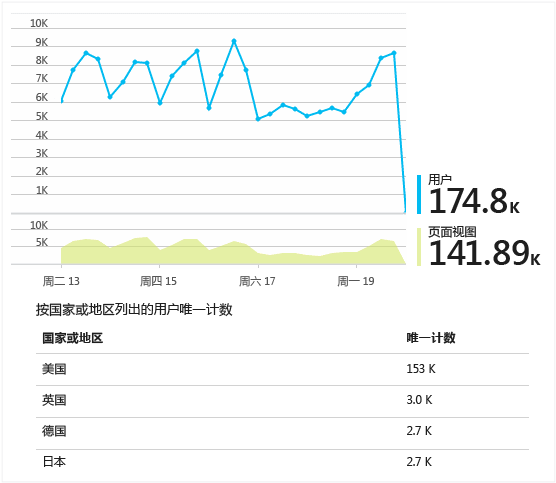 10K
9K
8K
7K
6K
5K
4K
3K
2K
1K
用户
174.8K
10K
5K
页面视图
141.89K
周二 13
周四 15
周六 17
周一 19
按国家或地区列出的用户唯一计数
国家或地区 唯一计数
美国 153 K
英国 3.0 K
德国 2.7 K
日本 2.7 K